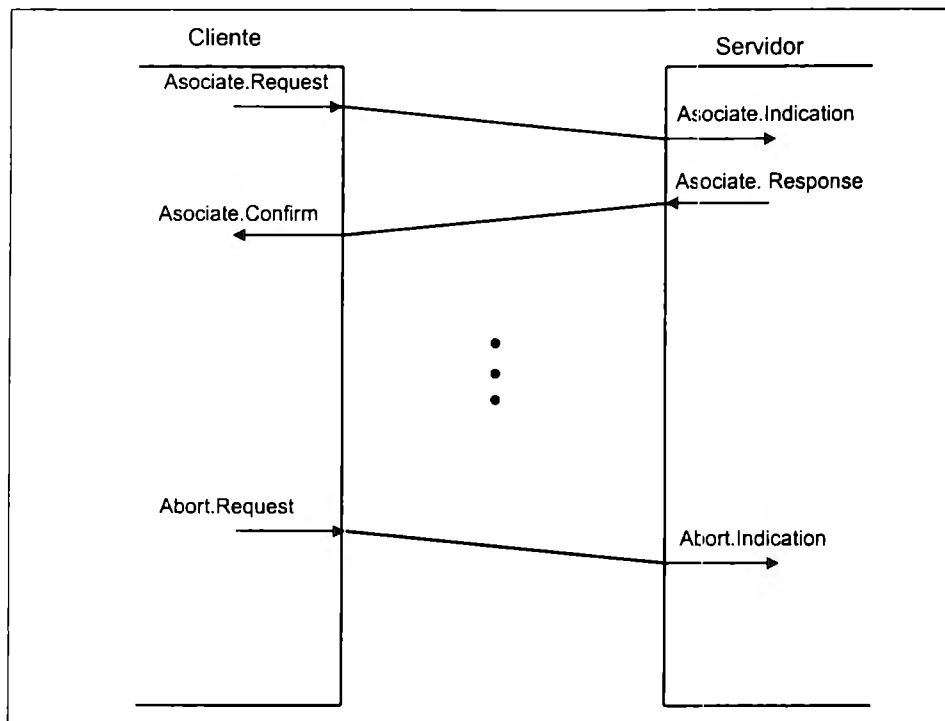 Cliente
Servidor
Asociate.Request
Asociate.Indication
Asociate. Response
Asociate.Confirm
Abort.Request
Abort.Indication